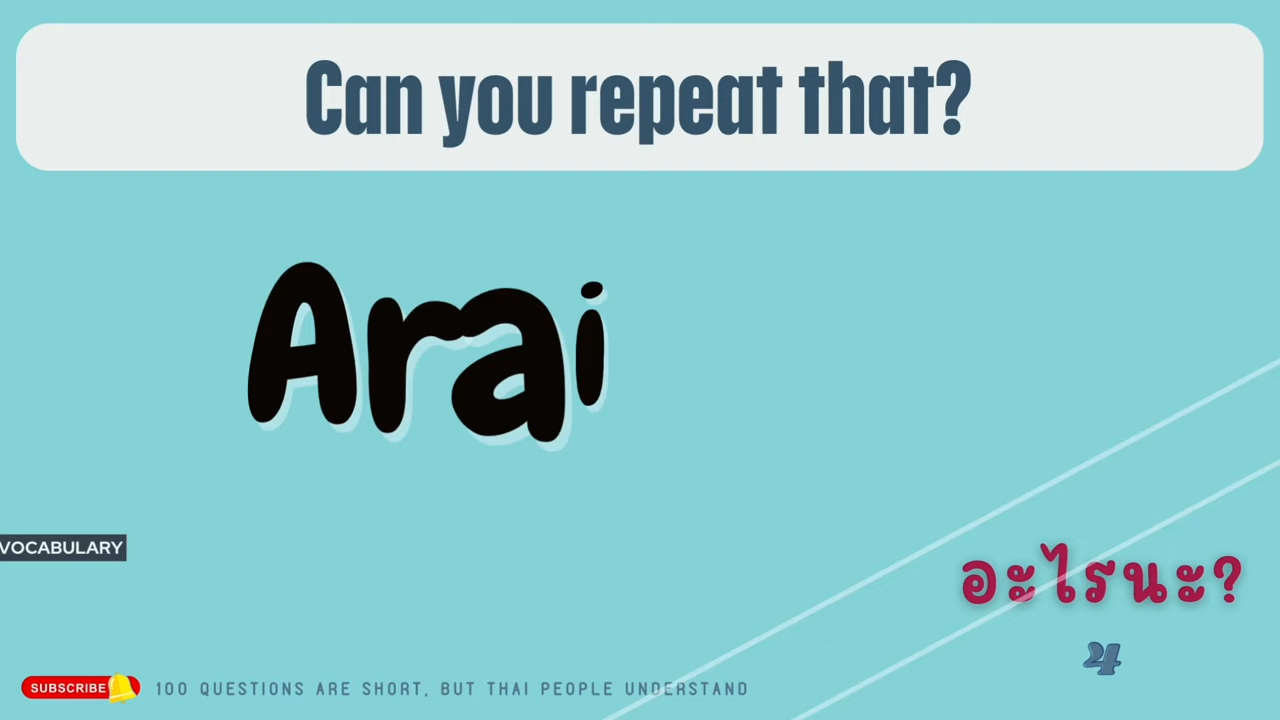 Can you repeat that?
Arai
VOCABULARY
อะไรนะ?
4
SUBSCRIBE
100 QUESTIONS ARE SHORT, BUT THAI PEOPLE UNDERSTAND